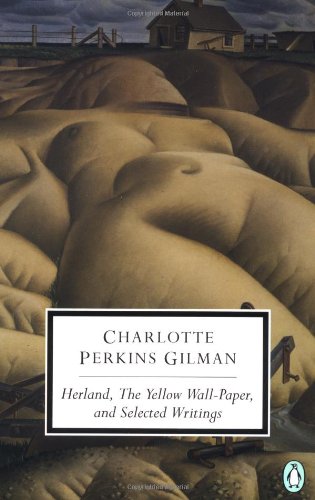 CHARLOTTE
PERKINS GILMAN
Herland, The Yellow Wall-Paper,
and Selected Writings